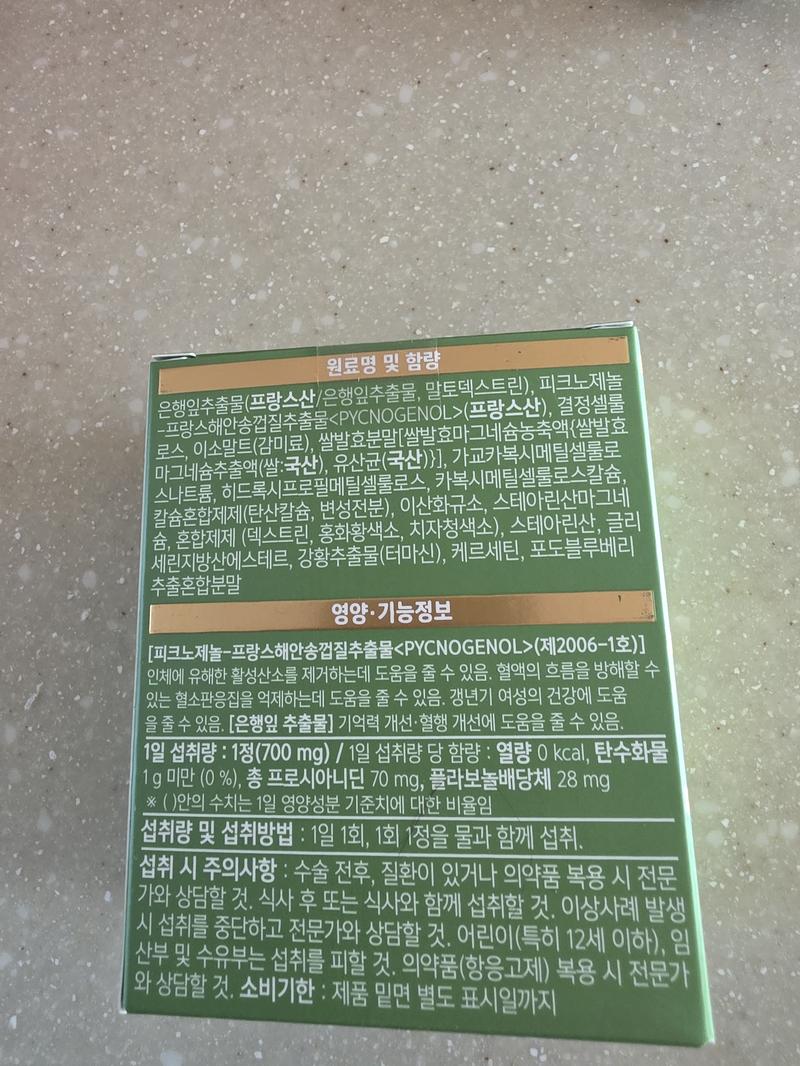 원료명 및 함량
은행잎추출물(프랑스산/은행잎추출물, 말토덱스트린), 피크노제놀
-프랑스해안송껍질추출물<PYCNOGENOL>(프랑스산), 결정셀룰
로스, 이소말트(감미료), 쌀발효분말[쌀발효마그네슘농축액{쌀발효
마그네슘추출액(쌀:국산), 유산균(국산)}], 가교카복시메틸셀룰로
스나트륨, 히드록시프로필메틸셀룰로스, 카복시메틸셀룰로스칼슘,
칼슘혼합제제(탄산칼슘, 변성전분), 이산화규소, 스테아린산마그네
슘, 혼합제제 (덱스트린, 홍화황색소, 치자청색소), 스테아린산, 글리
세린지방산에스테르, 강황추출물(터마신), 케르세틴, 포도블루베리
추출혼합분말
영양·기능정보
[피크노제놀-프랑스해안송껍질추출물<PYCNOGENOL>(제2006-1호)]
인체에 유해한 활성산소를 제거하는데 도움을 줄 수 있음. 혈액의 흐름을 방해할 수
있는 혈소판응집을 억제하는데 도움을 줄 수 있음. 갱년기 여성의 건강에 도움
을 줄 수 있음. [은행잎 추출물] 기억력 개선·혈행 개선에 도움을 줄 수 있음.
1일 섭취량 : 1정(700 mg) / 1일 섭취량 당 함량 : 열량 0 kcal, 탄수화물
1 g 미만 (0 %), 총 프로시아니딘 70 mg, 플라보놀배당체 28 mg
※ ( )안의 수치는 1일 영양성분 기준치에 대한 비율임
섭취량 및 섭취방법 : 1일 1회, 1회 1정을 물과 함께 섭취.
섭취 시 주의사항 : 수술 전후, 질환이 있거나 의약품 복용 시 전문
가와 상담할 것. 식사 후 또는 식사와 함께 섭취할 것. 이상사례 발생
시 섭취를 중단하고 전문가와 상담할 것. 어린이(특히 12세 이하), 임
산부 및 수유부는 섭취를 피할 것. 의약품(항응고제) 복용 시 전문가
와 상담할 것. 소비기한 : 제품 밑면 별도 표시일까지